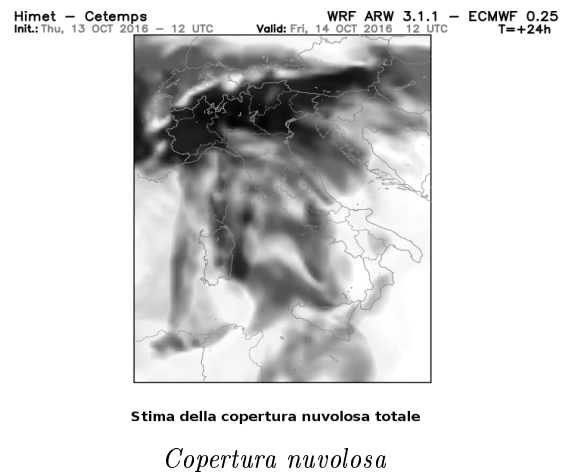 Himet – Cetemps WRF ARW 3.1.1 – ECMWF 0.25
Init.: Thu, 13 OCT 2016 – 12 UTC Valid: Fri, 14 OCT 2016 12 UTC T=+24h
Stima della copertura nuvolosa totale
Copertura nuvolosa